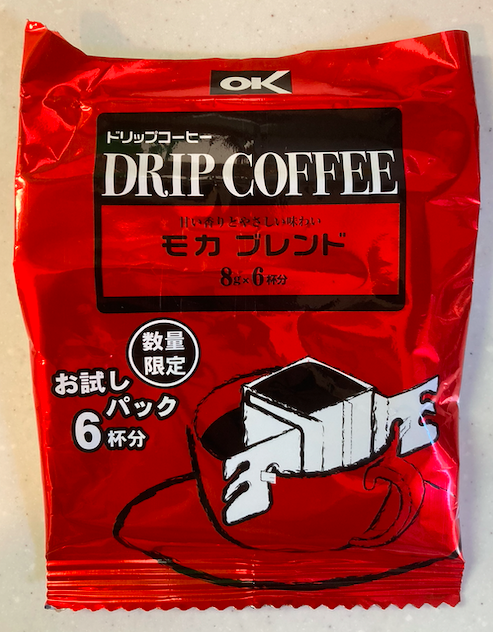 OK
ドリップコーヒー
DRIP COFFEE
甘い香りとやさしい味わい
モカ ブレンド
8g×6杯分
数量
限定
お試し
パック
6杯分